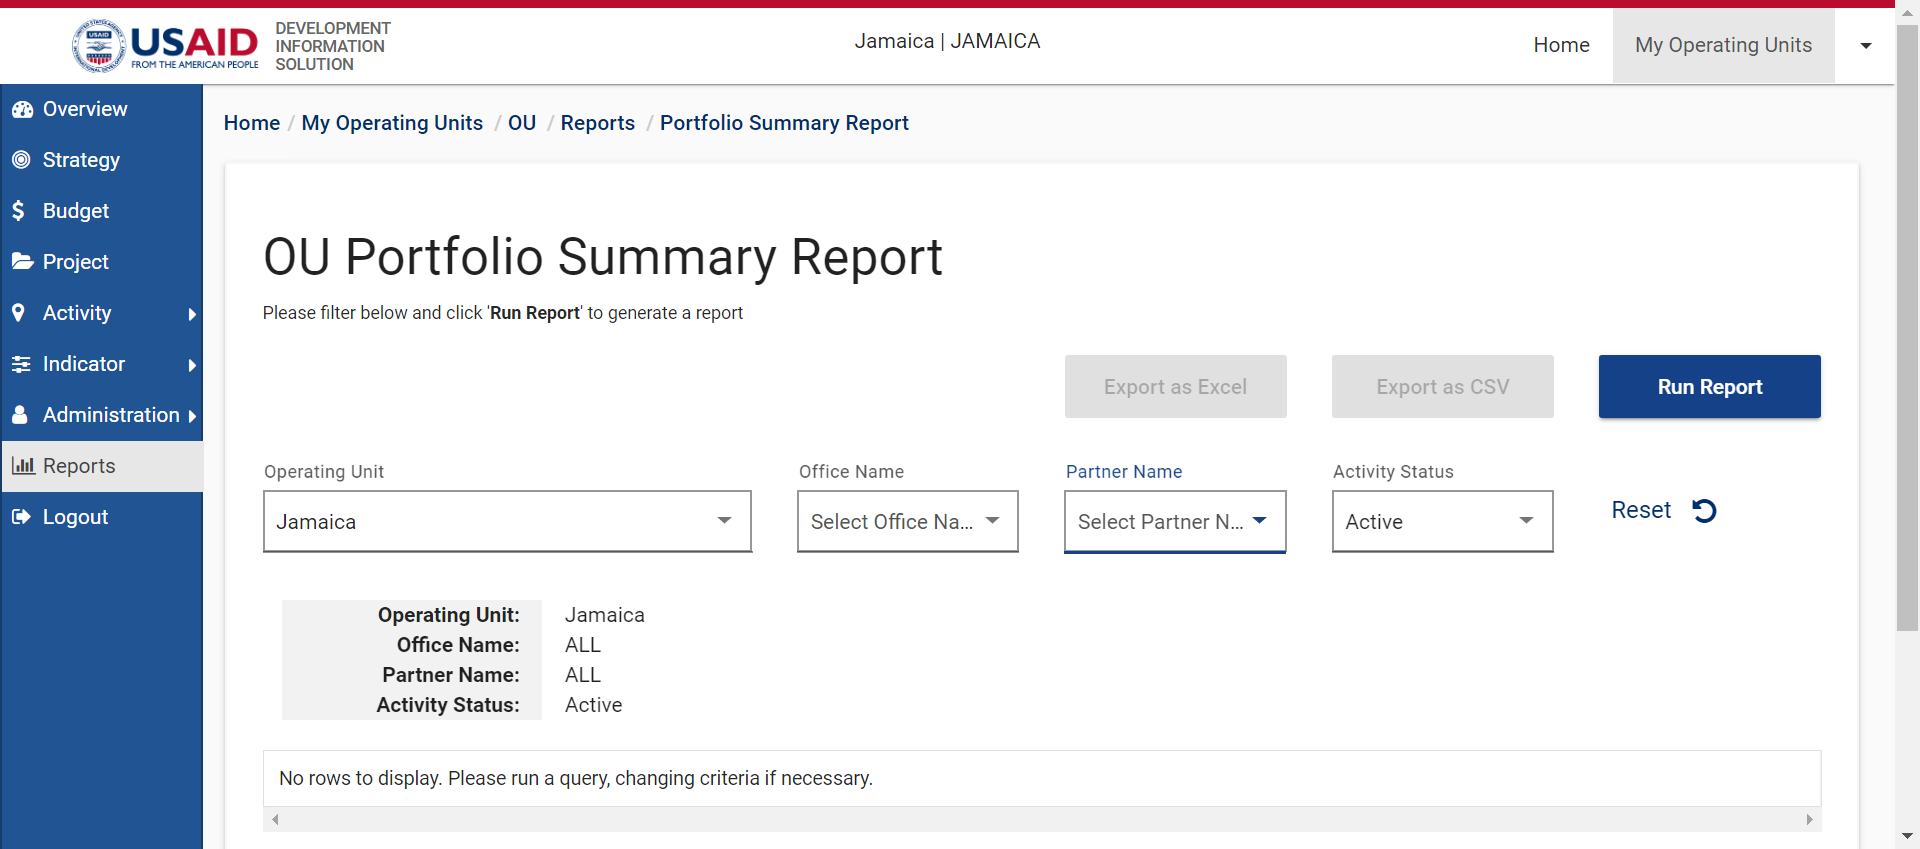 USAID
FROM THE AMERICAN PEOPLE
DEVELOPMENT
INFORMATION
SOLUTION
Jamaica | JAMAICA
Home
My Operating Units
Overview
Strategy
Budget
Project
Activity
Indicator
Administration
Reports
Logout
Home / My Operating Units / OU / Reports / Portfolio Summary Report
OU Portfolio Summary Report
Please filter below and click 'Run Report' to generate a report
Export as Excel
Export as CSV
Run Report
Operating Unit
Jamaica
Office Name
Select Office Na...
Partner Name
Select Partner N...
Activity Status
Active
Reset
Operating Unit: Jamaica
Office Name: ALL
Partner Name: ALL
Activity Status: Active
No rows to display. Please run a query, changing criteria if necessary.